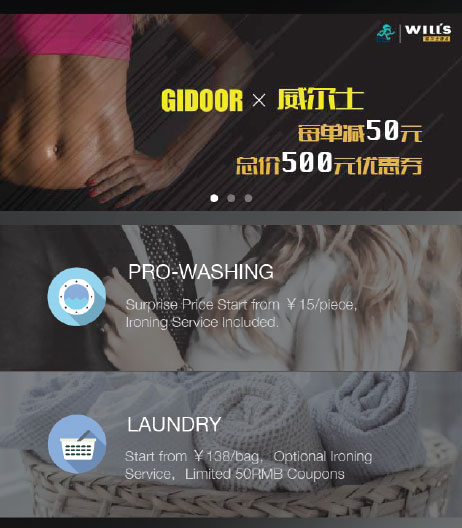 WILL'S
GIDOOR × 威尔士
每单减50元
总价500元优惠券
PRO-WASHING
Surprise Price Start from ￥15/piece,
Ironing Service Included.
LAUNDRY
Start from ￥138/bag, Optional Ironing
Service, Limited 50RMB Coupons